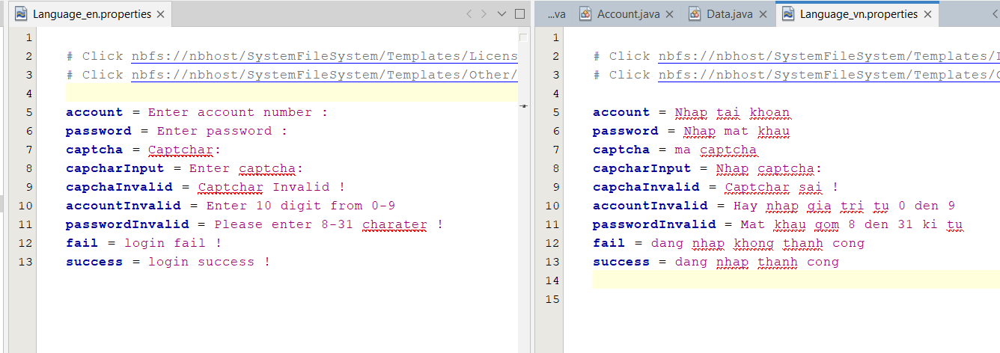 Language_en.properties
1
2 # Click nbfs://nbhost/SystemFileSystem/Templates/Licens
3 # Click nbfs://nbhost/SystemFileSystem/Templates/Other/
4
5 account = Enter account number :
6 password = Enter password :
7 captcha = Captchar:
8 capcharInput = Enter captcha:
9 capchaInvalid = Captchar Invalid !
10 accountInvalid = Enter 10 digit from 0-9
11 passwordInvalid = Please enter 8-31 charater !
12 fail = login fail !
13 success = login success !
...va Account.java Data.java Language_vn.properties
1
2 # Click nbfs://nbhost/SystemFileSystem/Templates/L
3 # Click nbfs://nbhost/SystemFileSystem/Templates/O
4
5 account = Nhap tai khoan
6 password = Nhap mat khau
7 captcha = ma captcha
8 capcharInput = Nhap captcha:
9 capchaInvalid = Captchar sai !
10 accountInvalid = Hay nhap gia tri tu 0 den 9
11 passwordInvalid = Mat khau gom 8 den 31 ki tu
12 fail = dang nhap khong thanh cong
13 success = dang nhap thanh cong
14
15